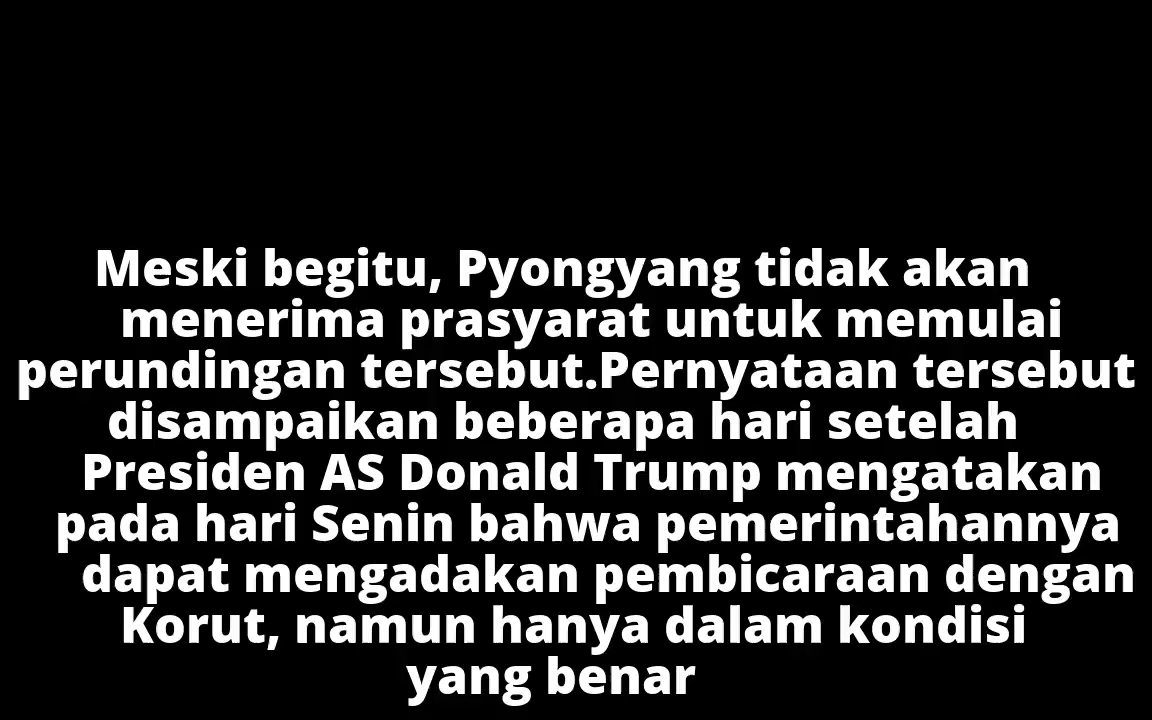 Meski begitu, Pyongyang tidak akan
menerima prasyarat untuk memulai
perundingan tersebut.Pernyataan tersebut
disampaikan beberapa hari setelah
Presiden AS Donald Trump mengatakan
pada hari Senin bahwa pemerintahannya
dapat mengadakan pembicaraan dengan
Korut, namun hanya dalam kondisi
yang benar